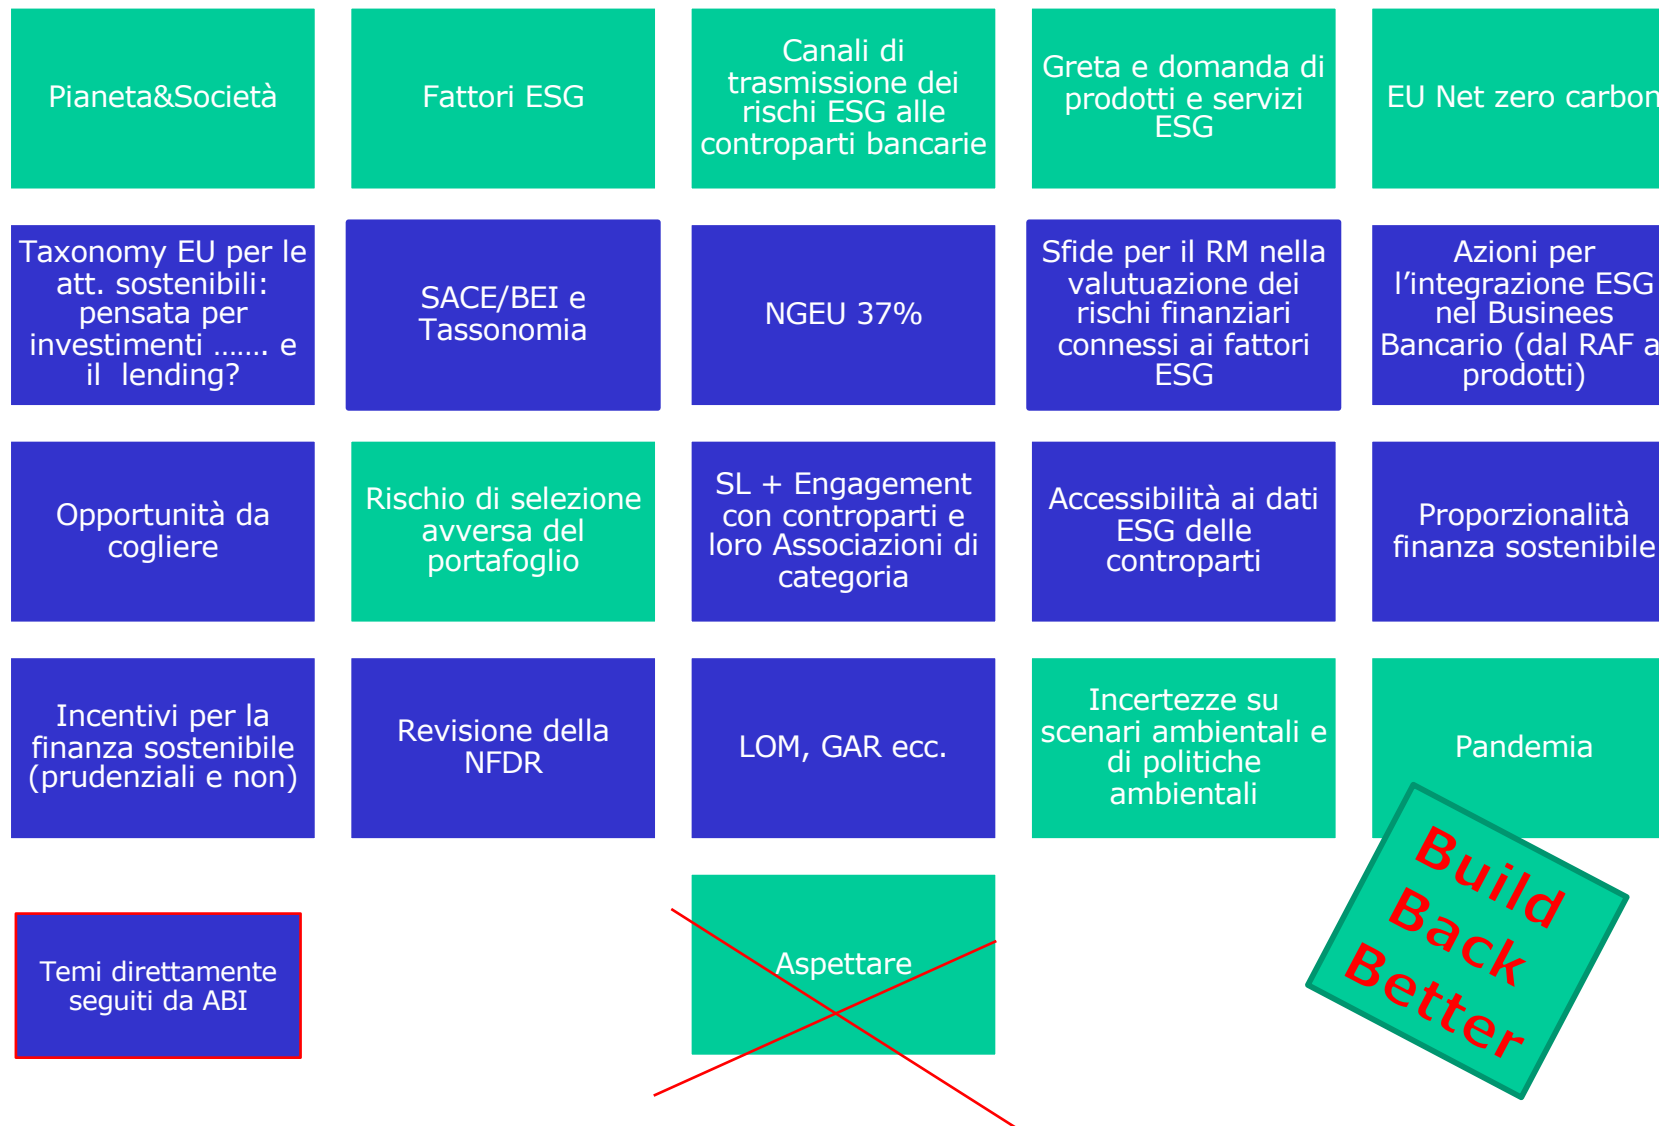 Pianeta&Società
Fattori ESG
Canali di
trasmissione dei
rischi ESG alle
controparti bancarie
Greta e domanda di
prodotti e servizi
ESG
EU Net zero carbon
Taxonomy EU per le
att. sostenibili:
pensata per
investimenti ……. e
il lending?
SACE/BEI e
Tassonomia
NGEU 37%
Sfide per il RM nella
valutuazione dei
rischi finanziari
connessi ai fattori
ESG
Azioni per
l’integrazione ESG
nel Businees
Bancario (dal RAF a
prodotti)
Opportunità da
cogliere
Rischio di selezione
avversa del
portafoglio
SL + Engagement
con controparti e
loro Associazioni di
categoria
Accessibilità ai dati
ESG delle
controparti
Proporzionalità
finanza sostenibile
Incentivi per la
finanza sostenibile
(prudenziali e non)
Revisione della
NFDR
LOM, GAR ecc.
Incertezze su
scenari ambientali e
di politiche
ambientali
Pandemia
Build
Back
Better
Temi direttamente
seguiti da ABI
Aspettare